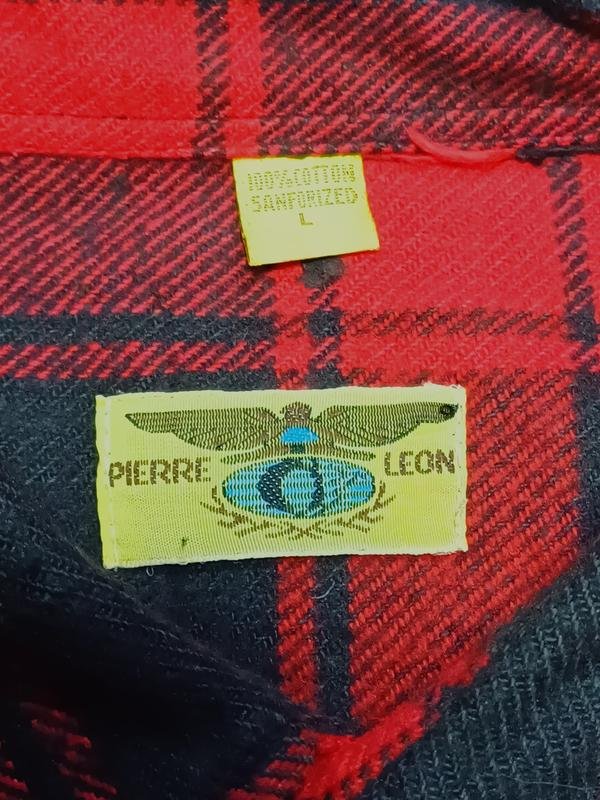 100% COTTON
SANFORIZED
L
PIERRE LEON